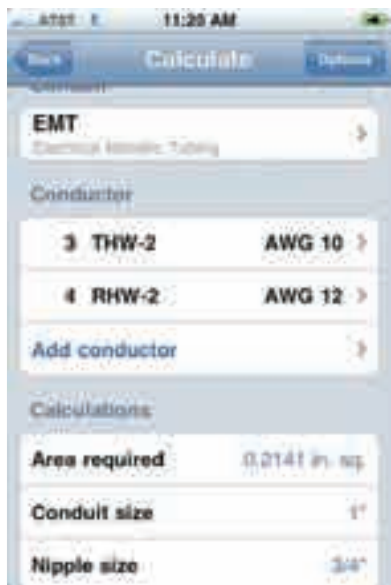 AT&T 11:20 AM
Back Calculate Options
Conduit
EMT
Electrical Metallic Tubing
Conductor
3 THW-2 AWG 10
4 RHW-2 AWG 12
Add conductor
Calculations
Area required 0.2141 in. sq.
Conduit size 1"
Nipple size 3/4"